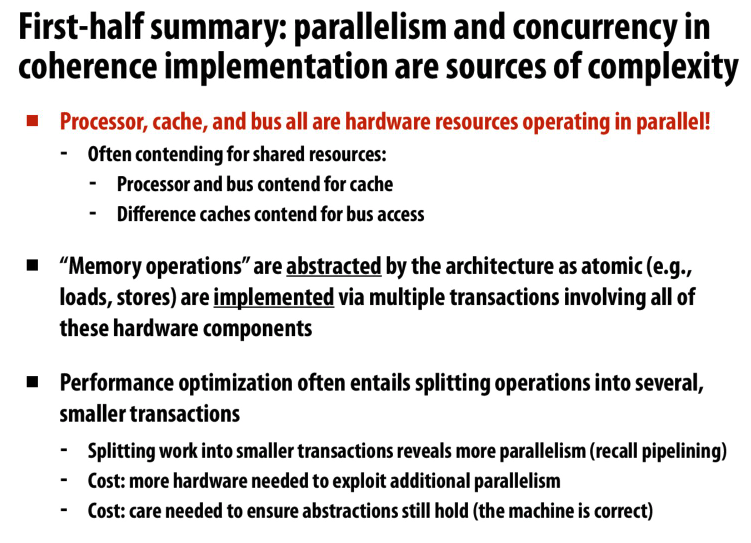 First-half summary: parallelism and concurrency in
coherence implementation are sources of complexity
■ Processor, cache, and bus all are hardware resources operating in parallel!
- Often contending for shared resources:
- Processor and bus contend for cache
- Difference caches contend for bus access
■ “Memory operations” are abstracted by the architecture as atomic (e.g.,
loads, stores) are implemented via multiple transactions involving all of
these hardware components
■ Performance optimization often entails splitting operations into several,
smaller transactions
- Splitting work into smaller transactions reveals more parallelism (recall pipelining)
- Cost: more hardware needed to exploit additional parallelism
- Cost: care needed to ensure abstractions still hold (the machine is correct)